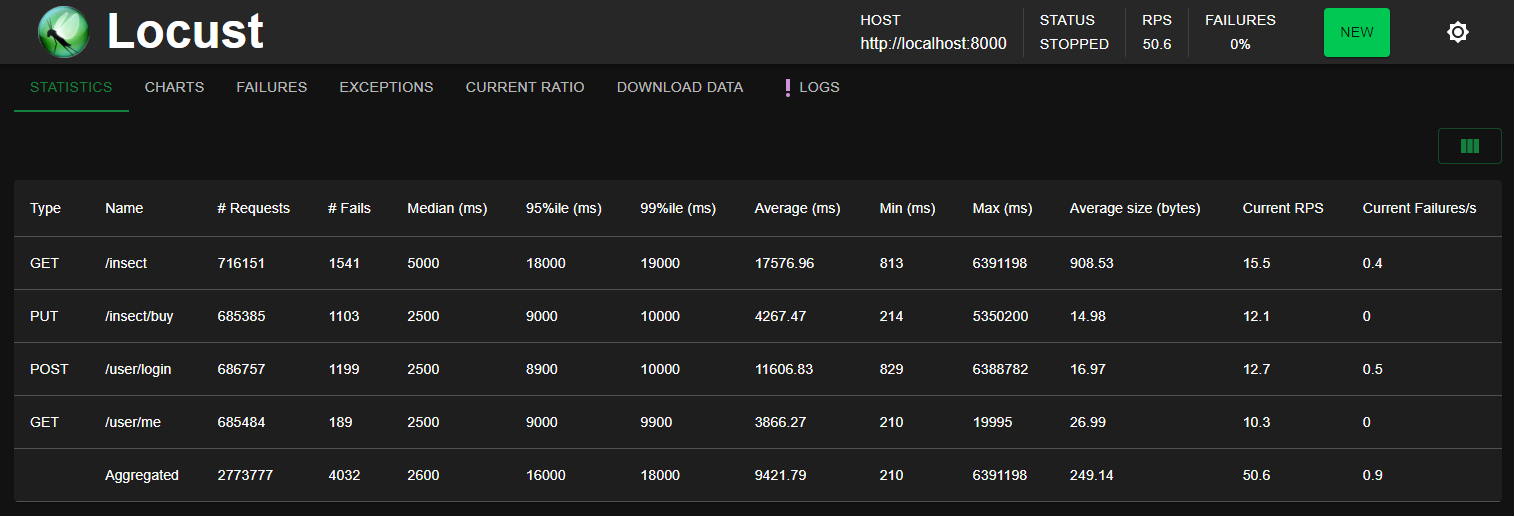 Locust
HOST
http://localhost:8000
STATUS
STOPPED
RPS
50.6
FAILURES
0%
NEW
STATISTICS CHARTS FAILURES EXCEPTIONS CURRENT RATIO DOWNLOAD DATA ❗ LOGS
Type Name # Requests # Fails Median (ms) 95%ile (ms) 99%ile (ms) Average (ms) Min (ms) Max (ms) Average size (bytes) Current RPS Current Failures/s
GET /insect 716151 1541 5000 18000 19000 17576.96 813 6391198 908.53 15.5 0.4
PUT /insect/buy 685385 1103 2500 9000 10000 4267.47 214 5350200 14.98 12.1 0
POST /user/login 686757 1199 2500 8900 10000 11606.83 829 6388782 16.97 12.7 0.5
GET /user/me 685484 189 2500 9000 9900 3866.27 210 19995 26.99 10.3 0
Aggregated 2773777 4032 2600 16000 18000 9421.79 210 6391198 249.14 50.6 0.9